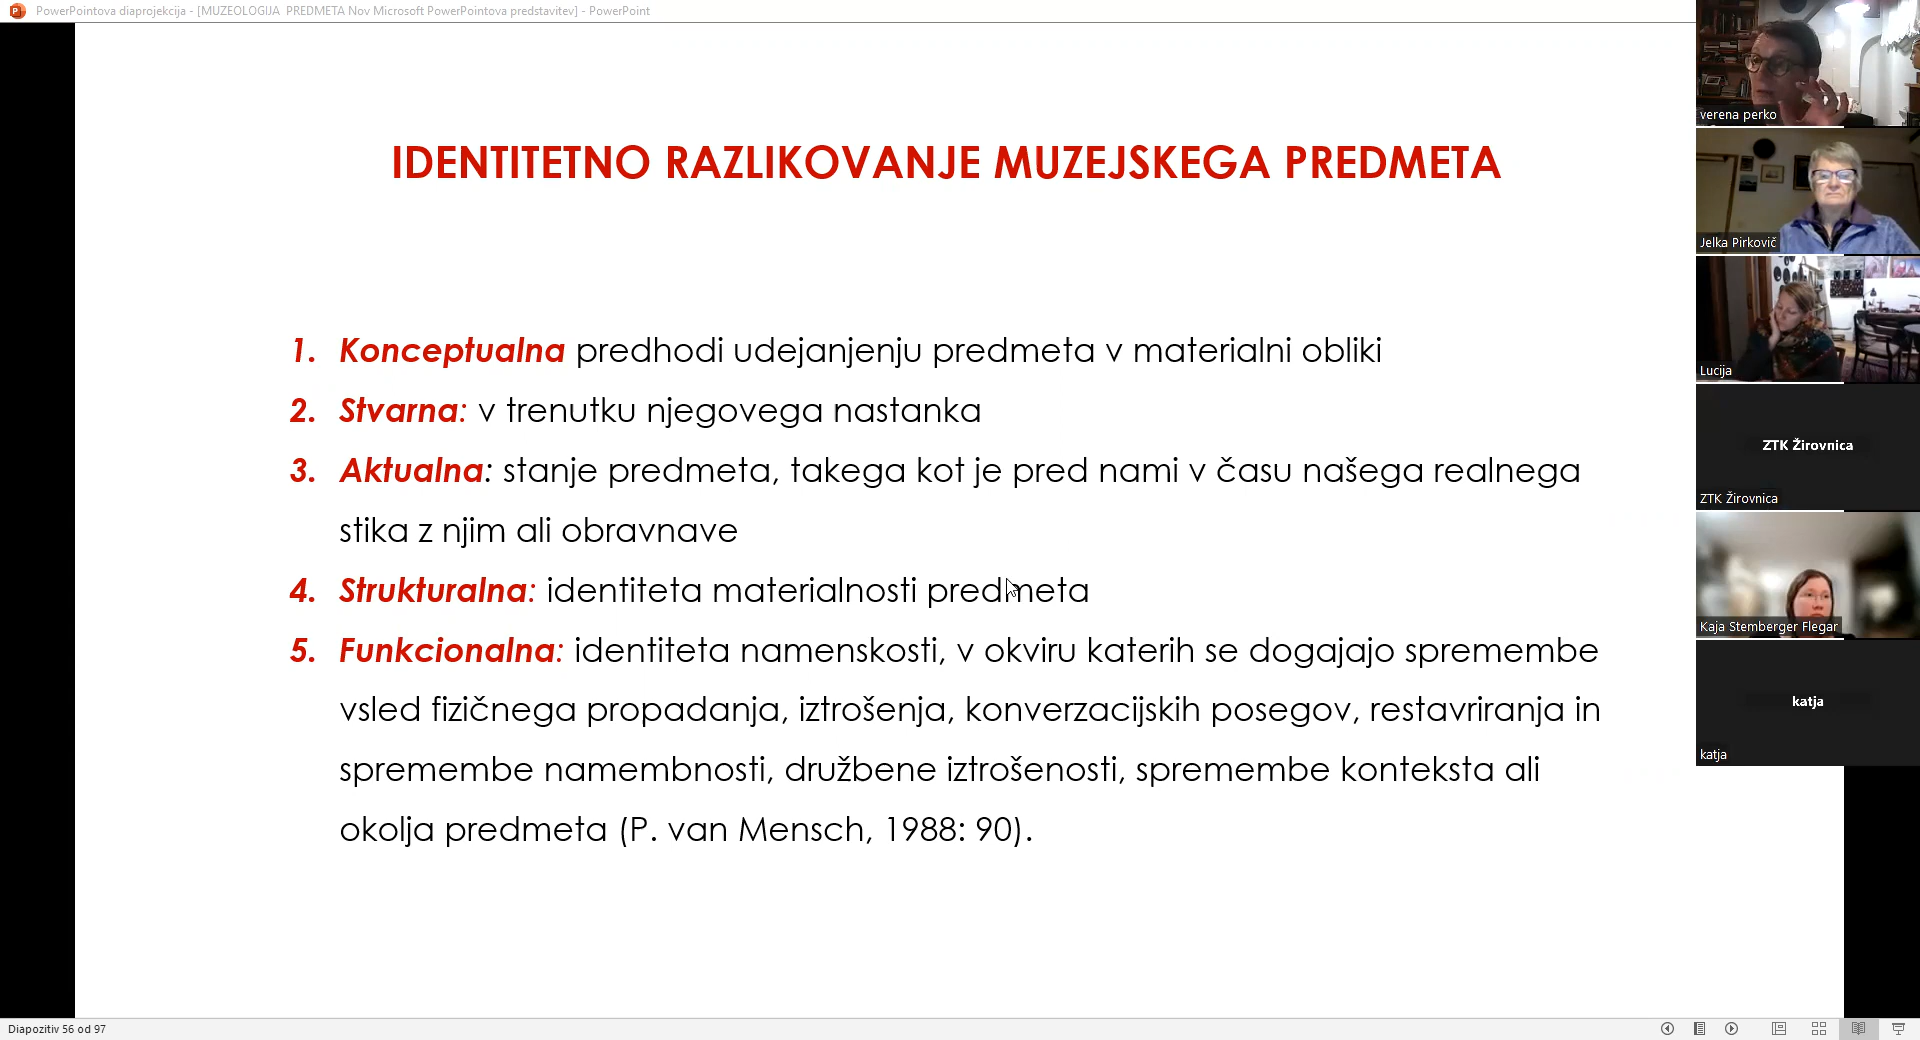 PowerPointova diaprojekcija - [MUZEOLOGIJA  PREDMETA Nov Microsoft PowerPointova predstavitev] - PowerPoint
IDENTITETNO RAZLIKOVANJE MUZEJSKEGA PREDMETA
1. Konceptualna predhodi udejanjenju predmeta v materialni obliki
2. Stvarna: v trenutku njegovega nastanka
3. Aktualna: stanje predmeta, takega kot je pred nami v času našega realnega
stika z njim ali obravnave
4. Strukturalna: identiteta materialnosti predmeta
5. Funkcionalna: identiteta namenskosti, v okviru katerih se dogajajo spremembe
vsled fizičnega propadanja, iztrošenja, konverzacijskih posegov, restavriranja in
spremembe namembnosti, družbene iztrošenosti, spremembe konteksta ali
okolja predmeta (P. van Mensch, 1988: 90).
verena perko
Jelka Pirkovič
Lucija
ZTK Žirovnica
ZTK Žirovnica
Kaja Stemberger Flegar
katja
katja
Diapozitiv 56 od 97